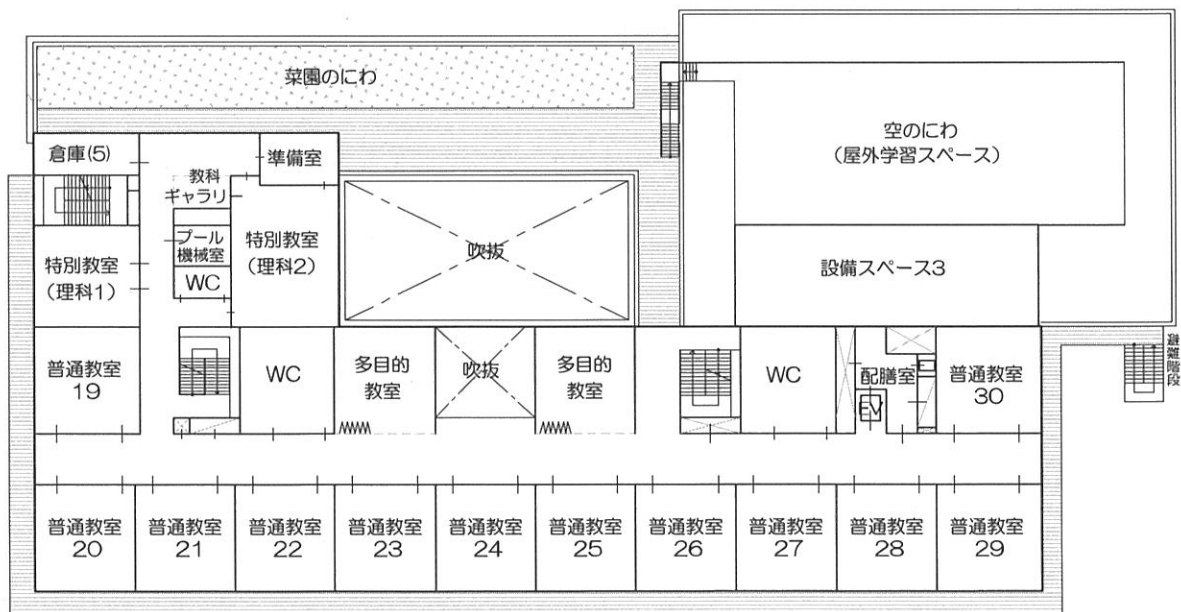 菜園のにわ
空のにわ
(屋外学習スペース)
倉庫(5)
準備室
教科
ギャラリー
プール
機械室
WC
特別教室
(理科1)
特別教室
(理科2)
吹抜
設備スペース3
避難階段
普通教室
19
WC
多目的
教室
吹抜
多目的
教室
WC
配膳室
EV
普通教室
30
普通教室
20
普通教室
21
普通教室
22
普通教室
23
普通教室
24
普通教室
25
普通教室
26
普通教室
27
普通教室
28
普通教室
29